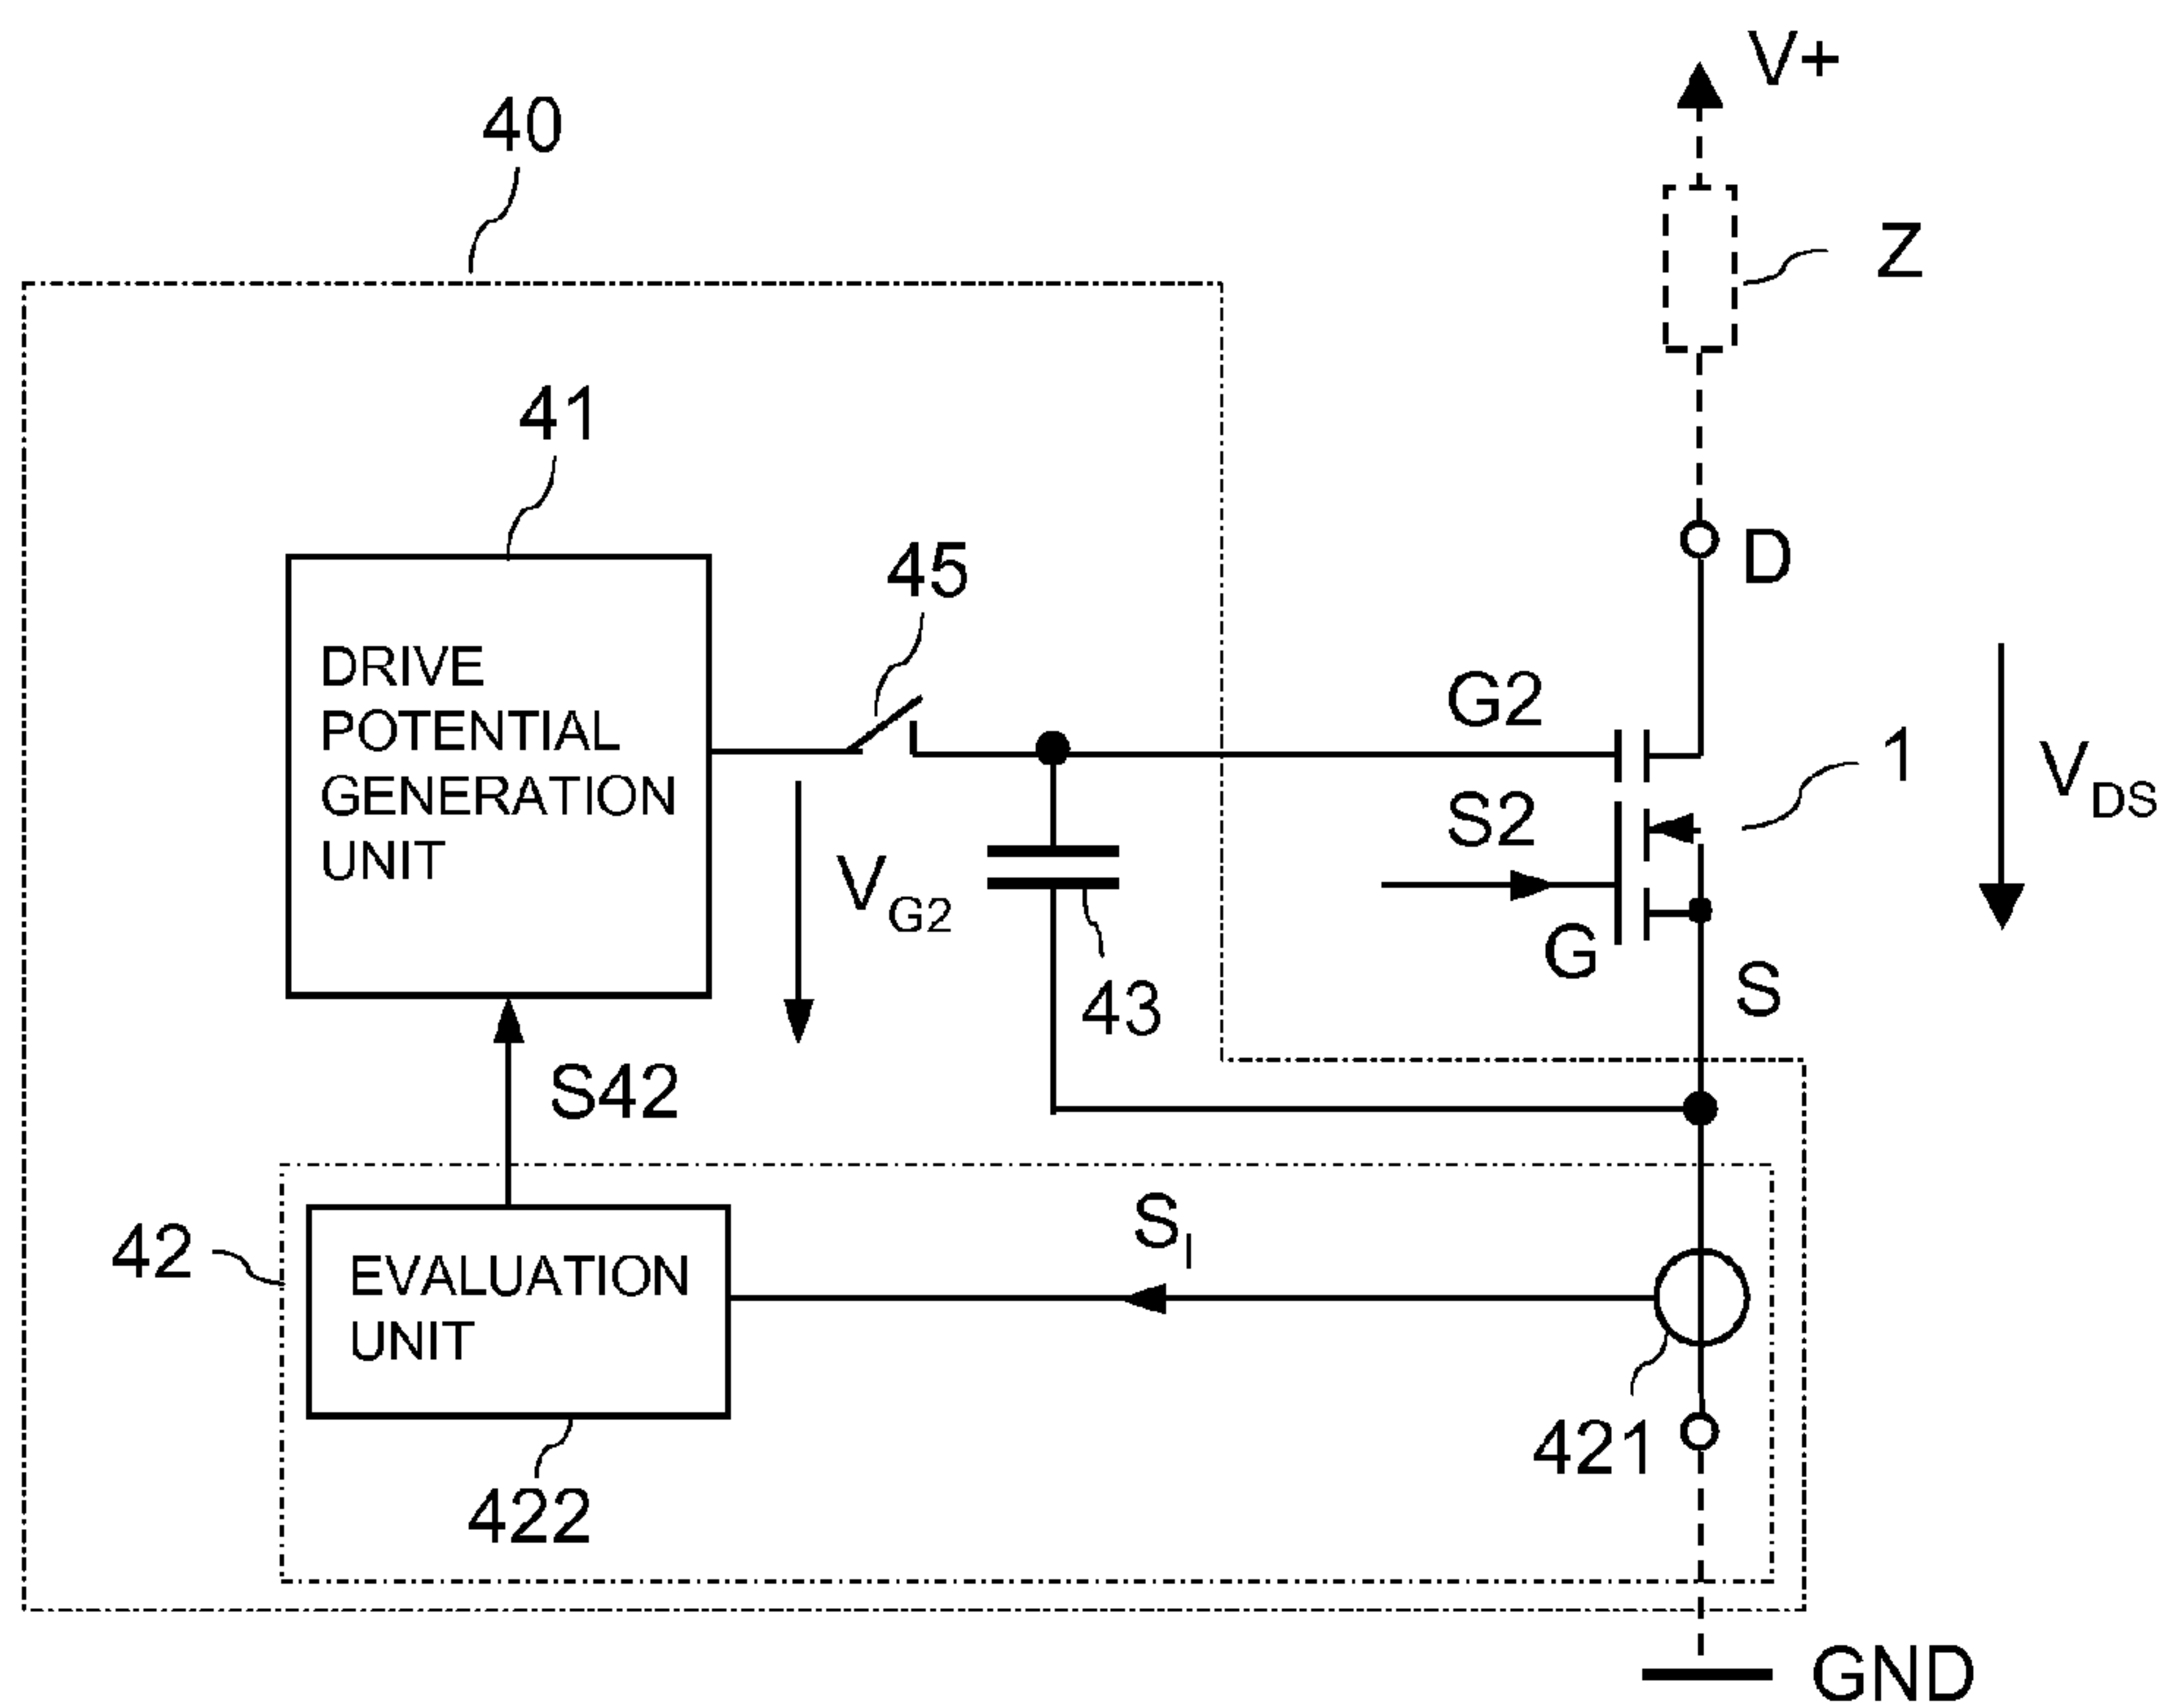 V+
40
Z
41
45
D
DRIVE
POTENTIAL
GENERATION
UNIT
G2
1
VDS
S2
VG2
G
43
S
S42
SI
42
EVALUATION
UNIT
421
422
GND